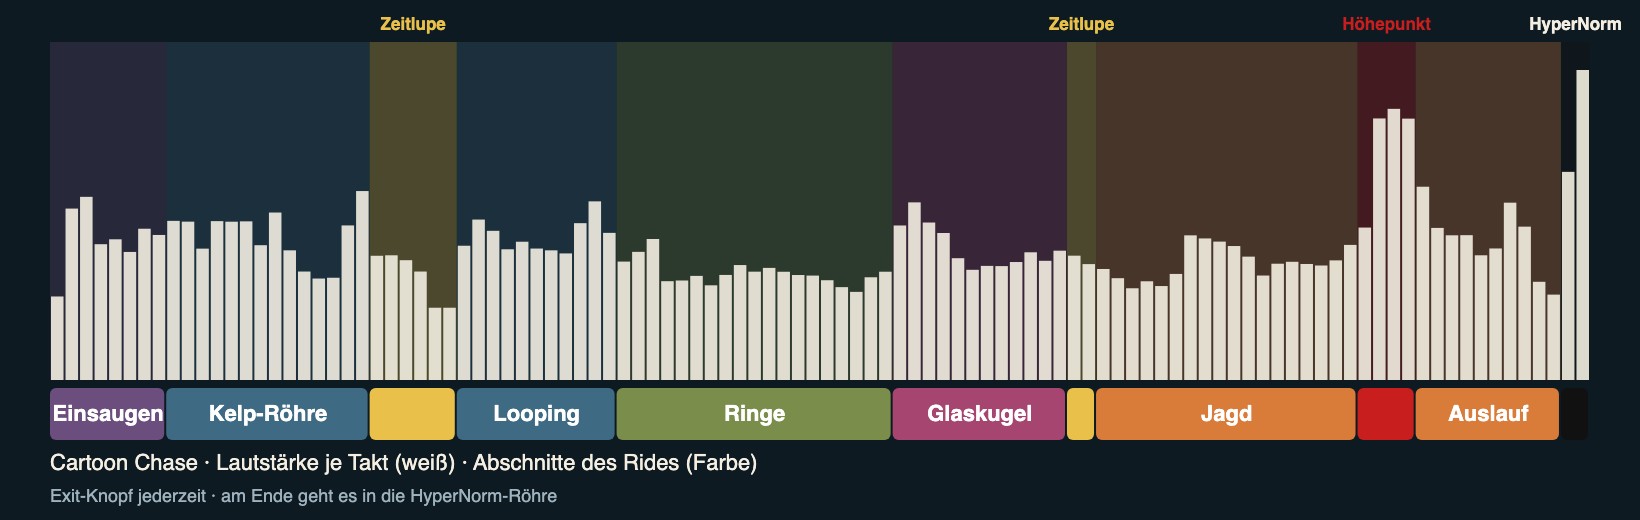 Zeitlupe Zeitlupe Höhepunkt HyperNorm
Einsaugen Kelp-Röhre Looping Ringe Glaskugel Jagd Auslauf
Cartoon Chase · Lautstärke je Takt (weiß) · Abschnitte des Rides (Farbe)
Exit-Knopf jederzeit · am Ende geht es in die HyperNorm-Röhre